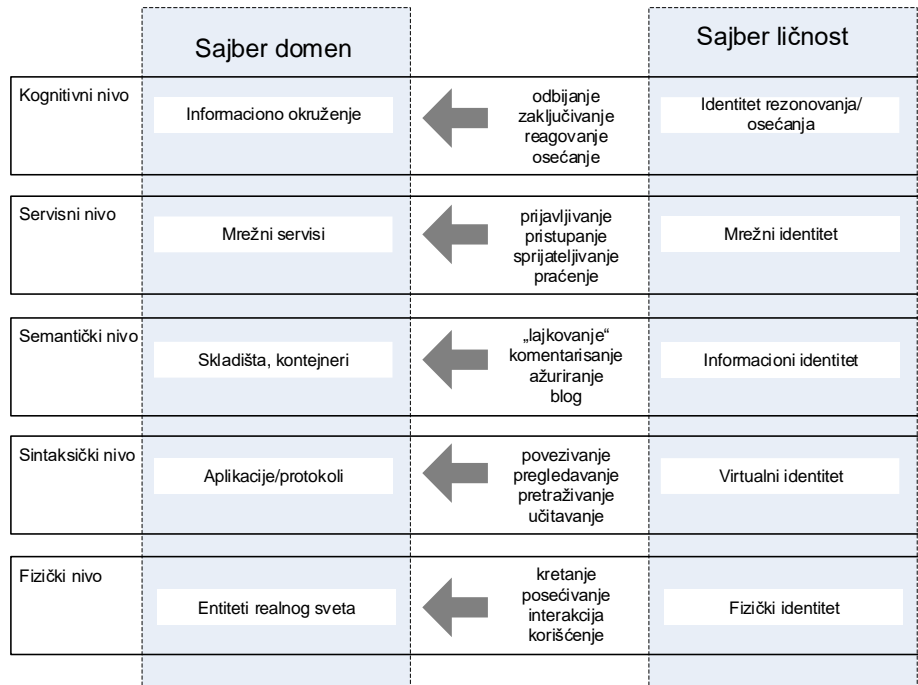 Sajber domen
Sajber ličnost
Kognitivni nivo
Informaciono okruženje
odbijanje
zaključivanje
reagovanje
osećanje
Identitet rezonovanja/
osećanja
Servisni nivo
Mrežni servisi
prijavljivanje
pristupanje
sprijateljivanje
praćenje
Mrežni identitet
Semantički nivo
Skladišta, kontejneri
„lajkovanje“
komentarisanje
ažuriranje
blog
Informacioni identitet
Sintaksički nivo
Aplikacije/protokoli
povezivanje
pregledavanje
pretraživanje
učitavanje
Virtualni identitet
Fizički nivo
Entiteti realnog sveta
kretanje
posećivanje
interakcija
korišćenje
Fizički identitet